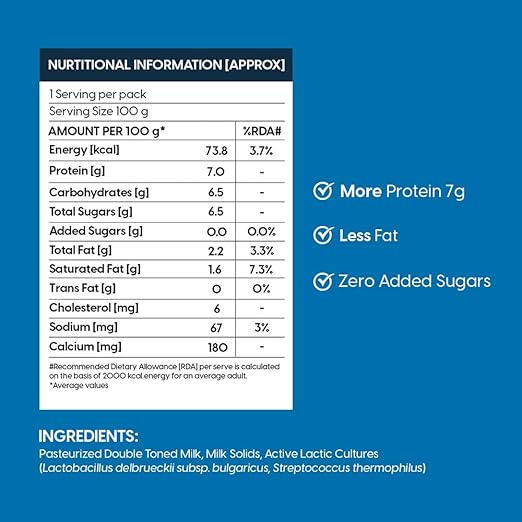 NURTITIONAL INFORMATION [APPROX]
1 Serving per pack
Serving Size 100 g
AMOUNT PER 100 g* %RDA#
Energy [kcal] 73.8 3.7%
Protein [g] 7.0 -
Carbohydrates [g] 6.5 -
Total Sugars [g] 6.5 -
Added Sugars [g] 0.0 0.0%
Total Fat [g] 2.2 3.3%
Saturated Fat [g] 1.6 7.3%
Trans Fat [g] 0 0%
Cholesterol [mg] 6 -
Sodium [mg] 67 3%
Calcium [mg] 180 -
#Recommended Dietary Allowance [RDA] per serve is calculated
on the basis of 2000 kcal energy for an average adult.
*Average values
More Protein 7g
Less Fat
Zero Added Sugars
INGREDIENTS:
Pasteurized Double Toned Milk, Milk Solids, Active Lactic Cultures
(Lactobacillus delbrueckii subsp. bulgaricus, Streptococcus thermophilus)